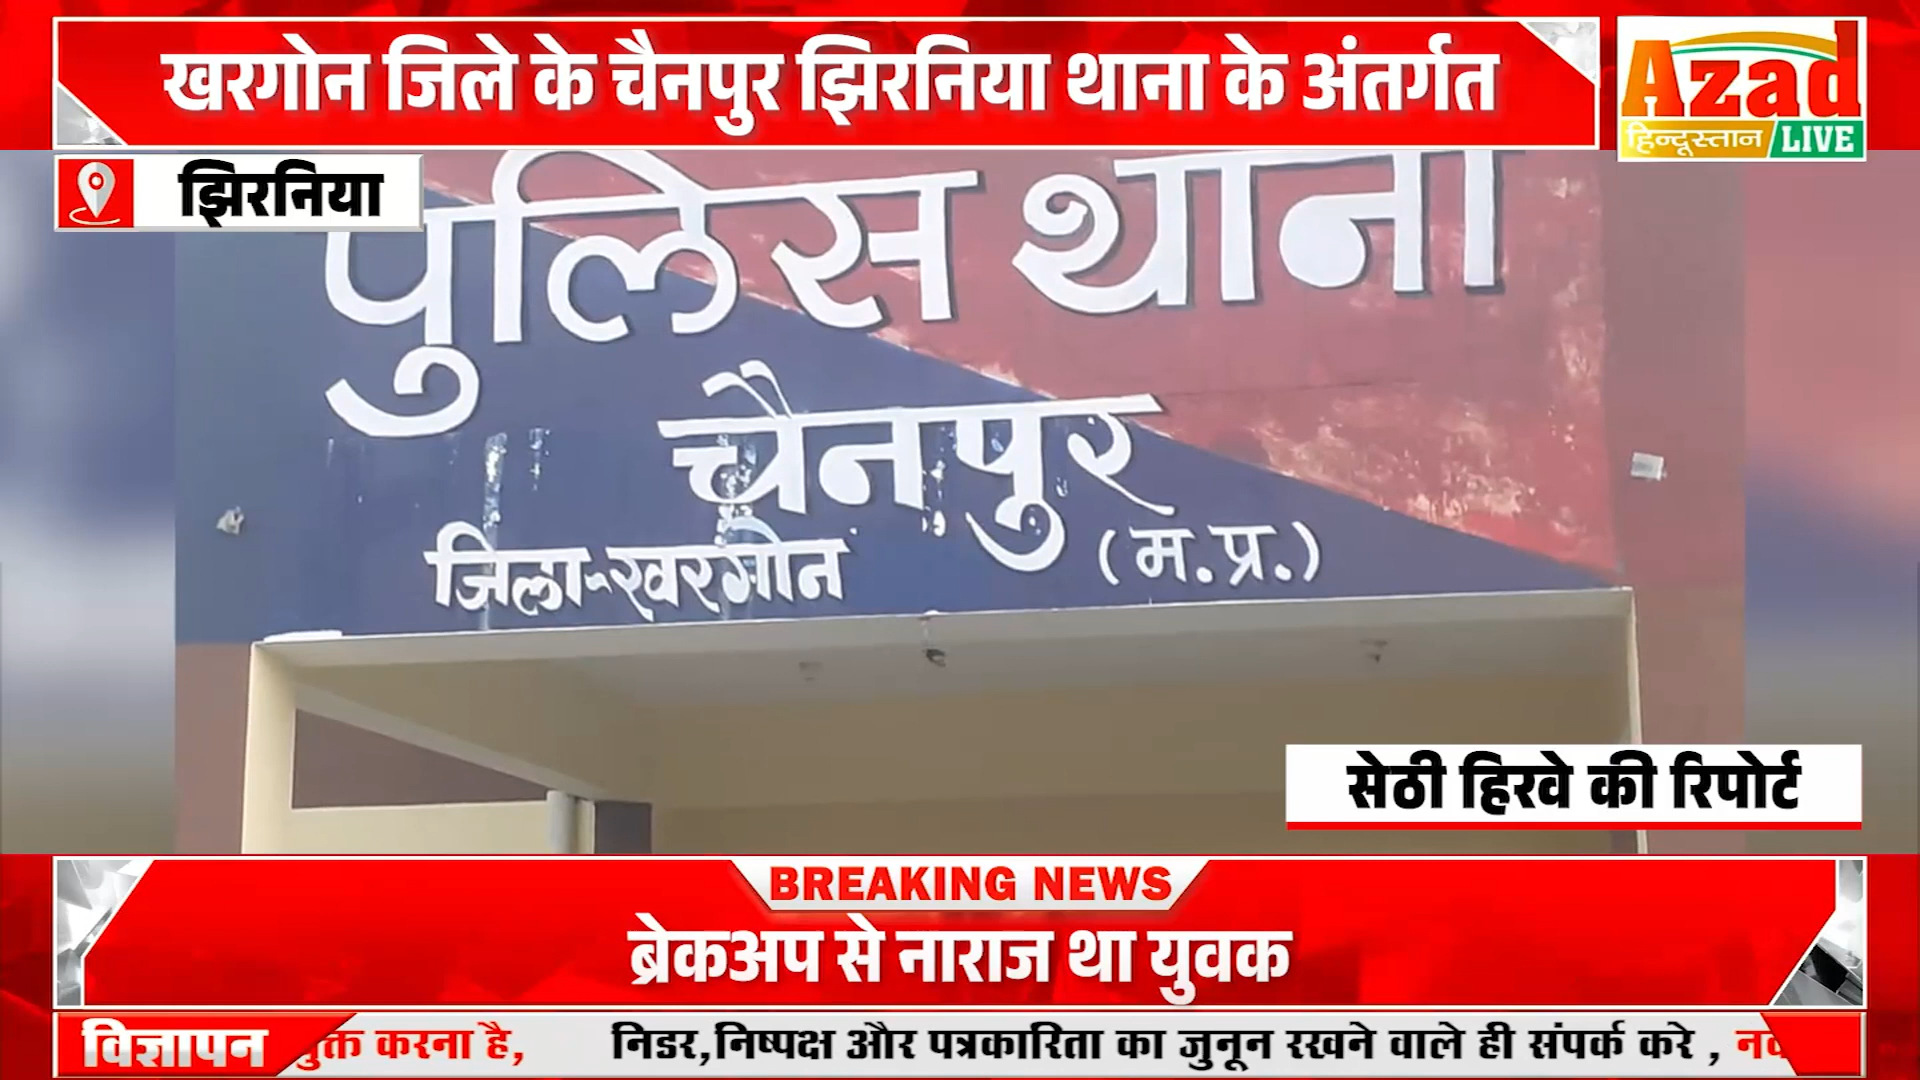 खरगोन जिले के चैनपुर झिरनिया थाना के अंतर्गत
Azad
हिन्दूस्तान LIVE
झिरनिया
पुलिस थाना
चैनपुर
जिला-खरगोन (म.प्र.)
सेठी हिरवे की रिपोर्ट
BREAKING NEWS
ब्रेकअप से नाराज था युवक
विज्ञापन करना है, निडर,निष्पक्ष और पत्रकारिता का जुनून रखने वाले ही संपर्क करे ,